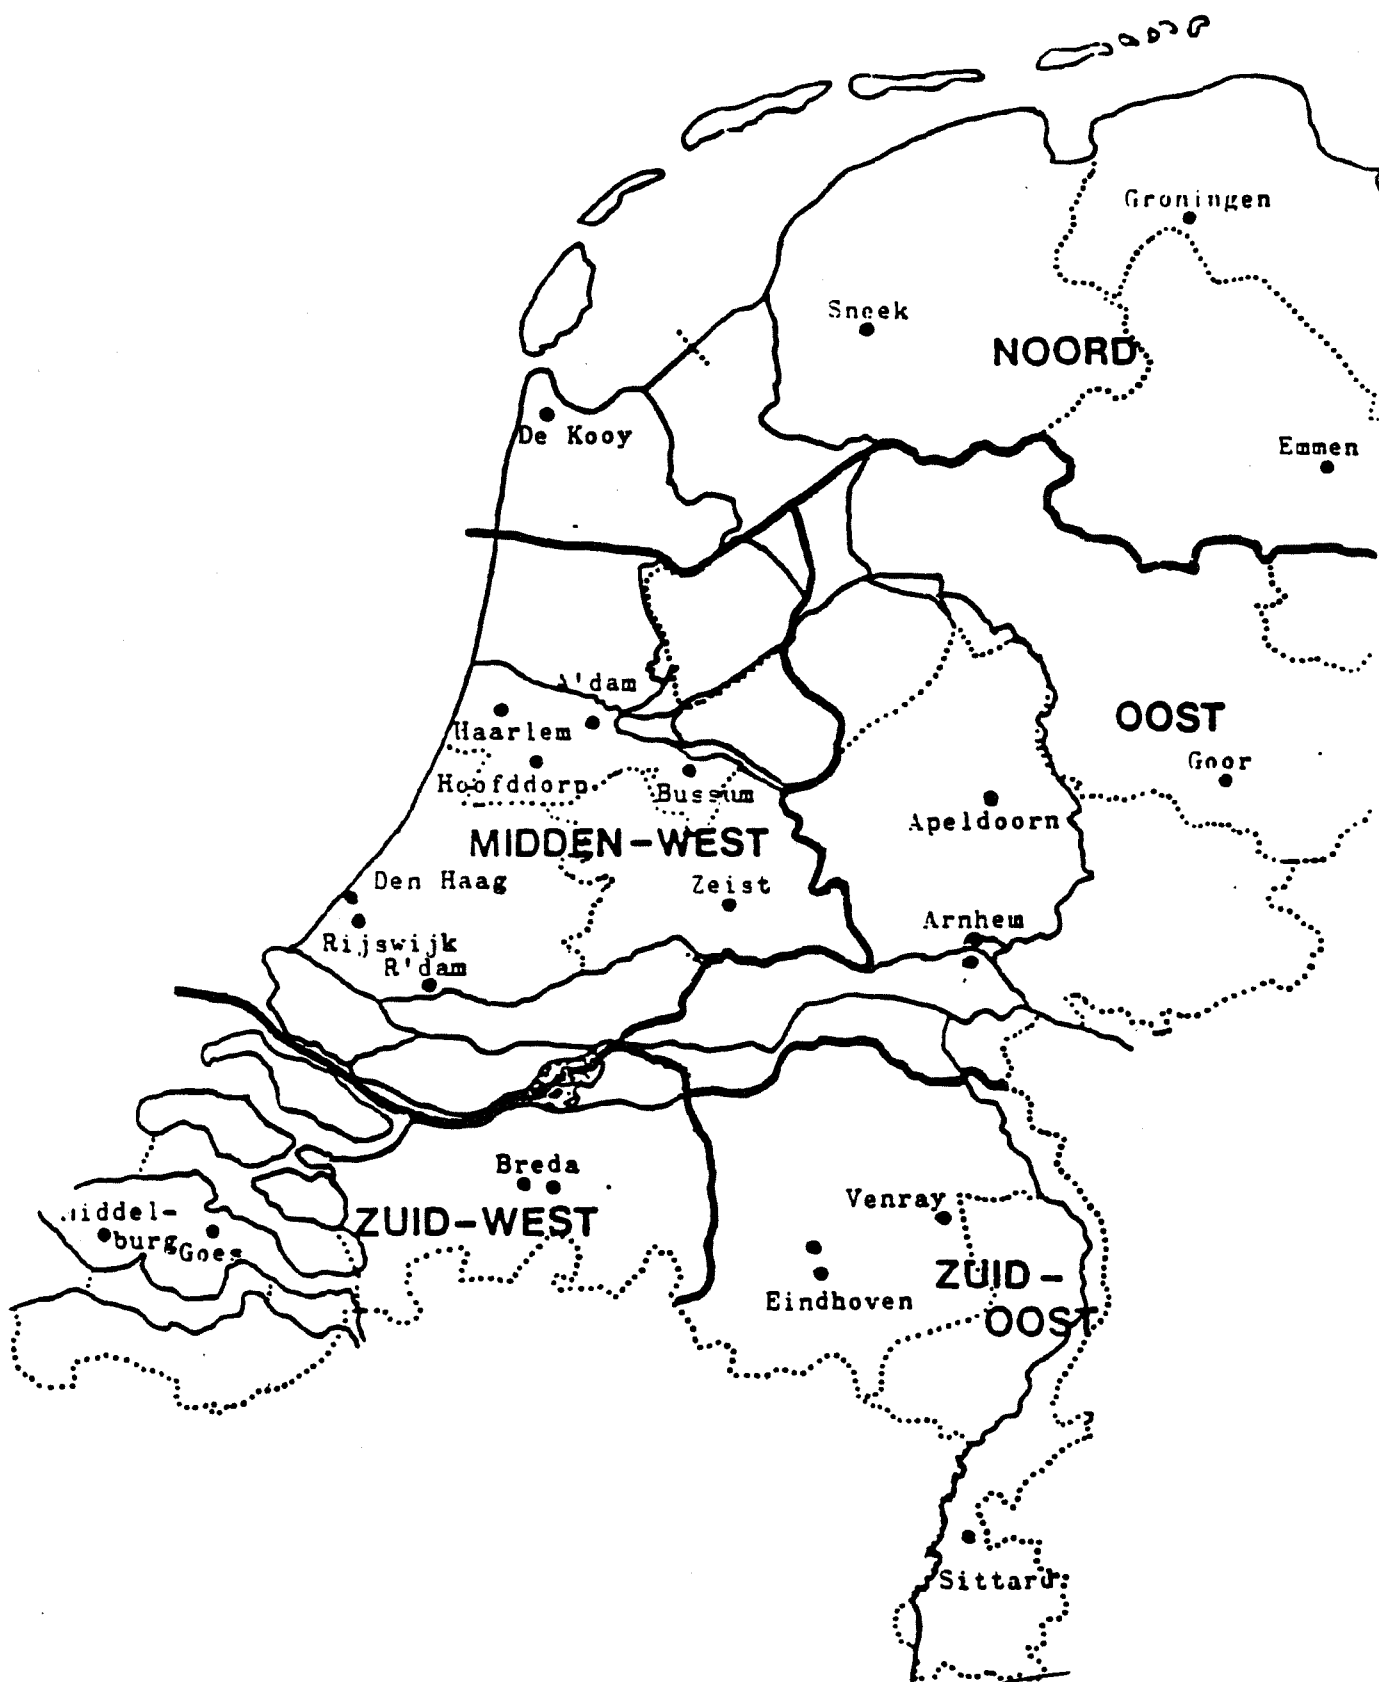 Groningen
Sneek
NOORD
De Kooy
Emmen
A'dam
Haarlem
OOST
Goor
Hoofddorp
Bussum
Apeldoorn
MIDDEN-WEST
Den Haag
Zeist
Arnhem
Rijswijk
R'dam
Breda
Venray
Middel-
burg
Goes
ZUID-WEST
ZUID-
OOST
Eindhoven
Sittard